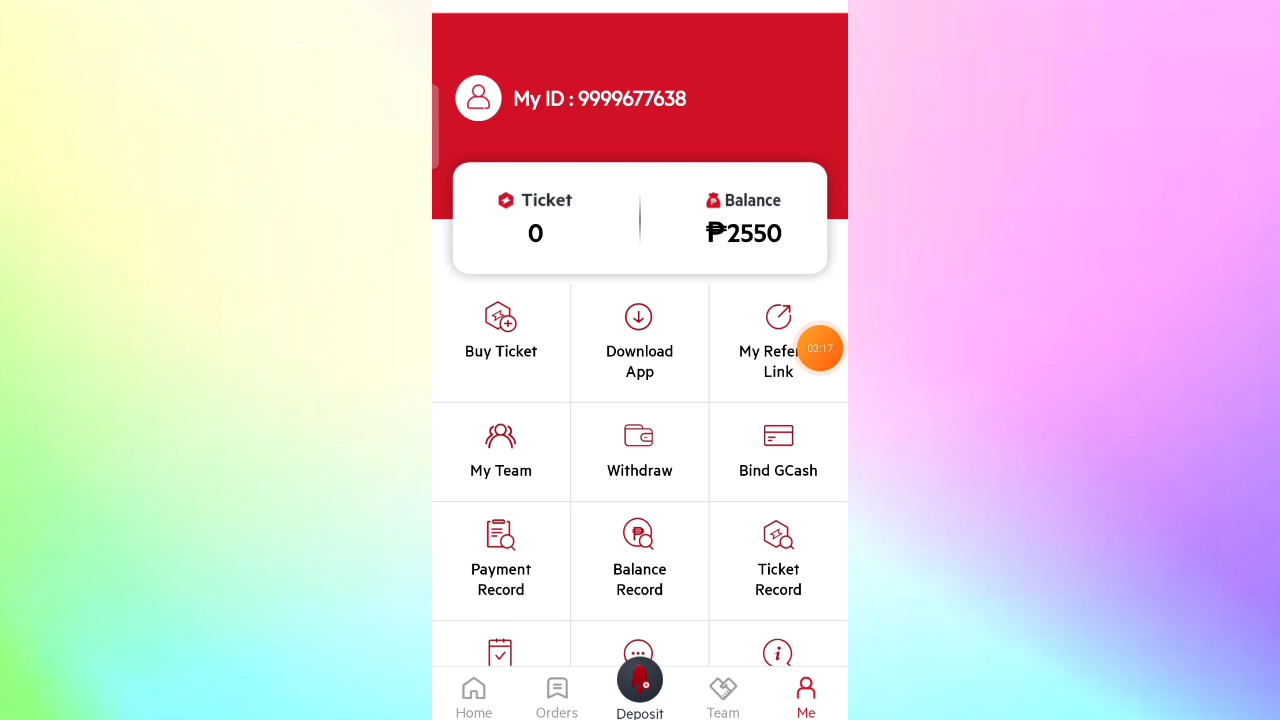 My ID : 9999677638
Ticket
Balance
0
₱2550
Buy Ticket
Download
App
My Refer
Link
03:17
My Team
Withdraw
Bind GCash
Payment
Record
Balance
Record
Ticket
Record
Home
Orders
Deposit
Team
Me